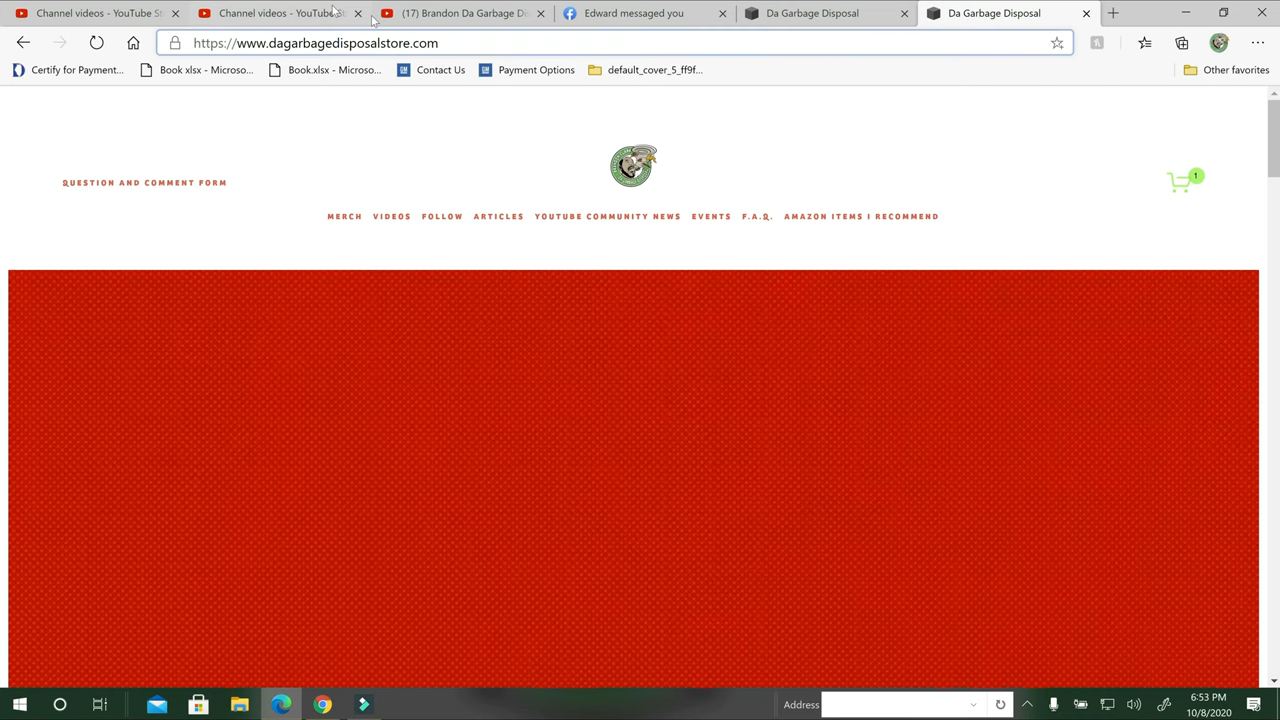 Channel videos - YouTube St
Channel videos - YouTube St
(17) Brandon Da Garbage Di
Edward messaged you
Da Garbage Disposal
Da Garbage Disposal
https://www.dagarbagedisposalstore.com
Certify for Payment...
Book xlsx - Microso...
Book.xlsx - Microso...
GM Contact Us
GM Payment Options
default_cover_5_ff9f...
Other favorites
QUESTION AND COMMENT FORM
1
MERCH VIDEOS FOLLOW ARTICLES YOUTUBE COMMUNITY NEWS EVENTS F.A.Q. AMAZON ITEMS I RECOMMEND
Address
6:53 PM
10/8/2020